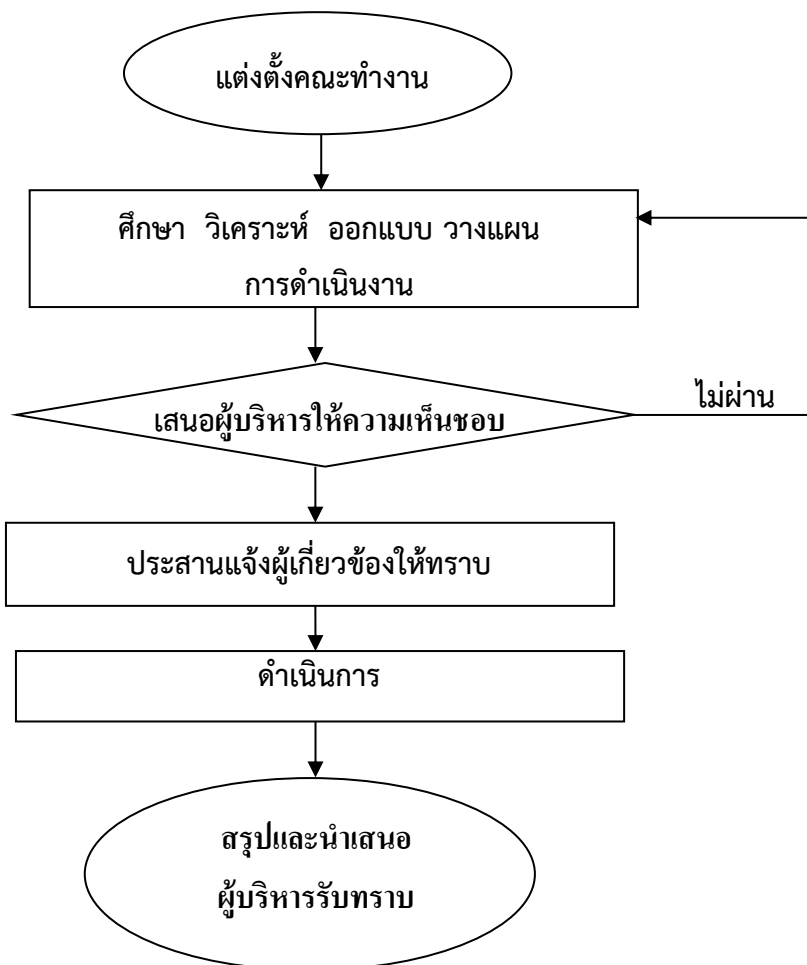 แต่งตั้งคณะทำงาน
ศึกษา วิเคราะห์ ออกแบบ วางแผน
การดำเนินงาน
เสนอผู้บริหารให้ความเห็นชอบ
ไม่ผ่าน
ประสานแจ้งผู้เกี่ยวข้องให้ทราบ
ดำเนินการ
สรุปและนำเสนอ
ผู้บริหารรับทราบ